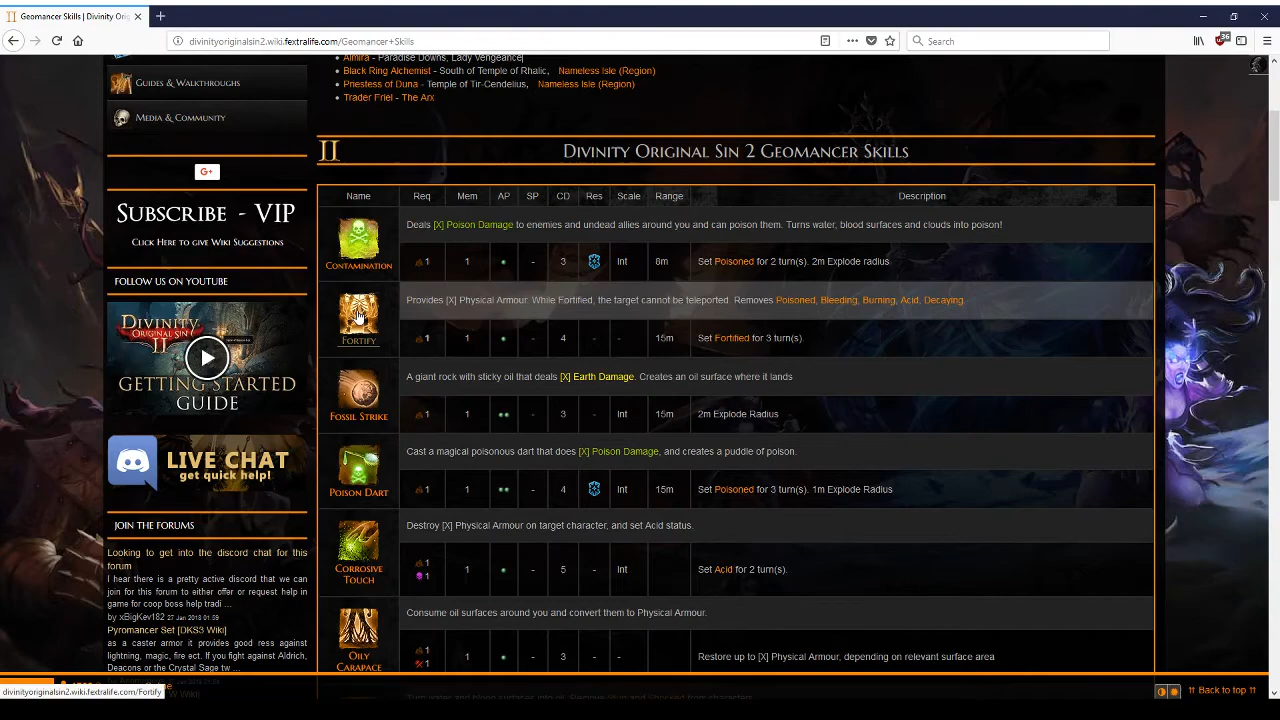 Geomancer Skills | Divinity Orig
divinityoriginalsin2.wiki.fextralife.com/Geomancer+Skills
Search
36
Almira - Paradise Downs, Lady Vengeance
Guides & Walkthroughs
Black Ring Alchemist - South of Temple of Rhalic, Nameless Isle (Region)
Priestess of Duna - Temple of Tir-Cendelius, Nameless Isle (Region)
Trader Friel - The Arx
Media & Community
G+
Subscribe - VIP
Click Here to give Wiki Suggestions
FOLLOW US ON YOUTUBE
DIVINITY
ORIGINAL SIN
II
GETTING STARTED
GUIDE
LIVE CHAT
get quick help!
JOIN THE FORUMS
Looking to get into the discord chat for this
forum
I hear there is a pretty active discord that we can
join for this forum to either offer or request help in
game for coop boss help tradi ...
by xBigKev182 27 Jan 2018 01:59
Pyromancer Set [DKS3 Wiki]
as a caster armor it provides good ress against
lightning, magic, fire ect. If you fight against Aldrich,
Deacons or the Crystal Sage tw ...
divinityoriginalsin2.wiki.fextralife.com/Fortify
II Divinity Original Sin 2 Geomancer Skills
Name Req Mem AP SP CD Res Scale Range Description
Contamination
Deals [X] Poison Damage to enemies and undead allies around you and can poison them. Turns water, blood surfaces and clouds into poison!
1 1 - 3 Int 8m Set Poisoned for 2 turn(s). 2m Explode radius
Fortify
Provides [X] Physical Armour. While Fortified, the target cannot be teleported. Removes Poisoned, Bleeding, Burning, Acid, Decaying.
1 1 - 4 - - 15m Set Fortified for 3 turn(s).
Fossil Strike
A giant rock with sticky oil that deals [X] Earth Damage. Creates an oil surface where it lands
1 1 - 3 - Int 15m 2m Explode Radius
Poison Dart
Cast a magical poisonous dart that does [X] Poison Damage, and creates a puddle of poison.
1 1 - 4 Int 15m Set Poisoned for 3 turn(s). 1m Explode Radius
Corrosive
Touch
Destroy [X] Physical Armour on target character, and set Acid status.
1
1 1 - 5 - Int Set Acid for 2 turn(s).
Oily
Carapace
Consume oil surfaces around you and convert them to Physical Armour.
1
1 1 - 3 - - Restore up to [X] Physical Armour, depending on relevant surface area
Back to top